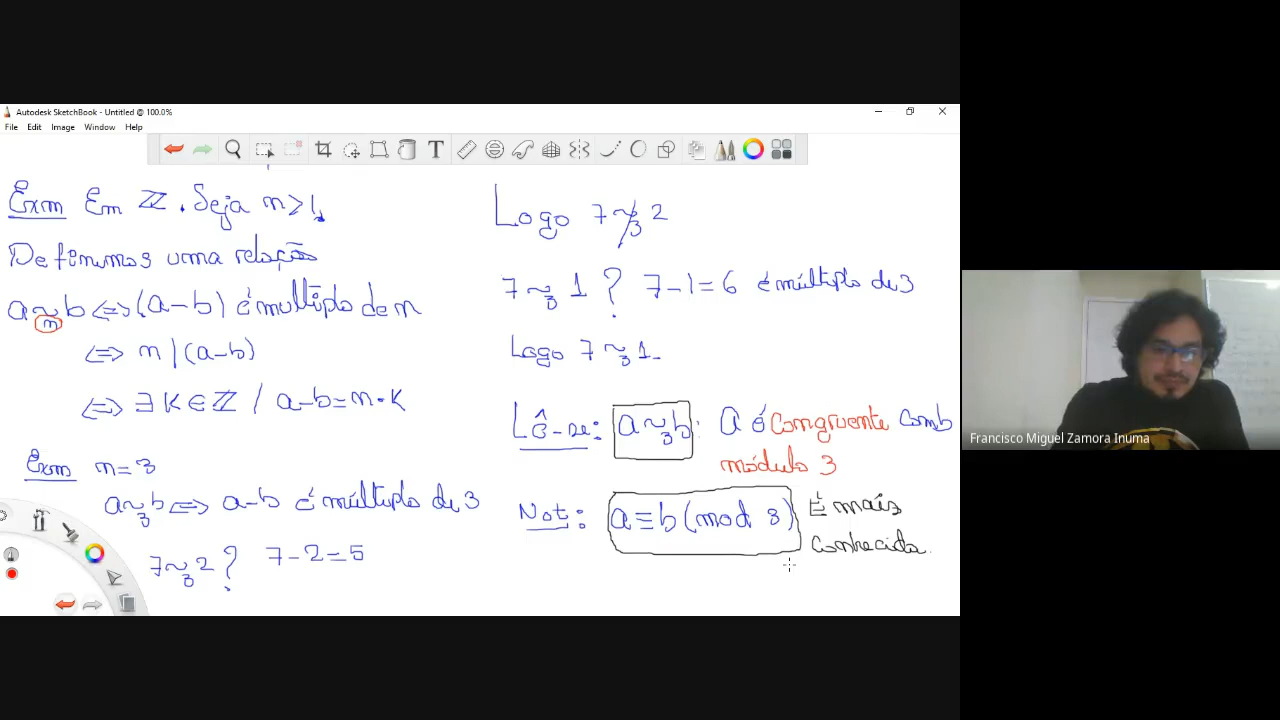 Autodesk SketchBook - Untitled @ 100.0%
File Edit Image Window Help
Exm Em ℤ. Seja n>1,
Definimos uma relação
a ~ₙ b ⇔ (a-b) é multíplo de n
⇔ n | (a-b)
⇔ ∃ K ∈ ℤ / a-b = n·K
Exm n=3
a ~₃ b ⇔ a-b é múltiplo de 3
7 ~₃ 2 ? 7-2=5
Logo 7 ≁₃ 2
7 ~₃ 1 ? 7-1=6 é múltiplo de 3
Logo 7 ~₃ 1.
Lê-se: a ~₃ b : A é congruente com b
módulo 3
Not: a ≡ b (mod 3) É mais
conhecida.
Francisco Miguel Zamora Inuma